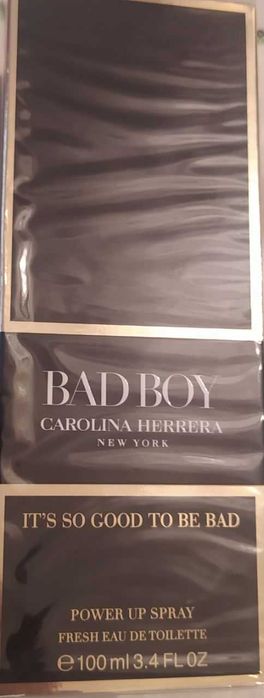 BAD BOY
CAROLINA HERRERA
NEW YORK
IT'S SO GOOD TO BE BAD
POWER UP SPRAY
FRESH EAU DE TOILETTE
℮ 100 ml 3.4 FL OZ